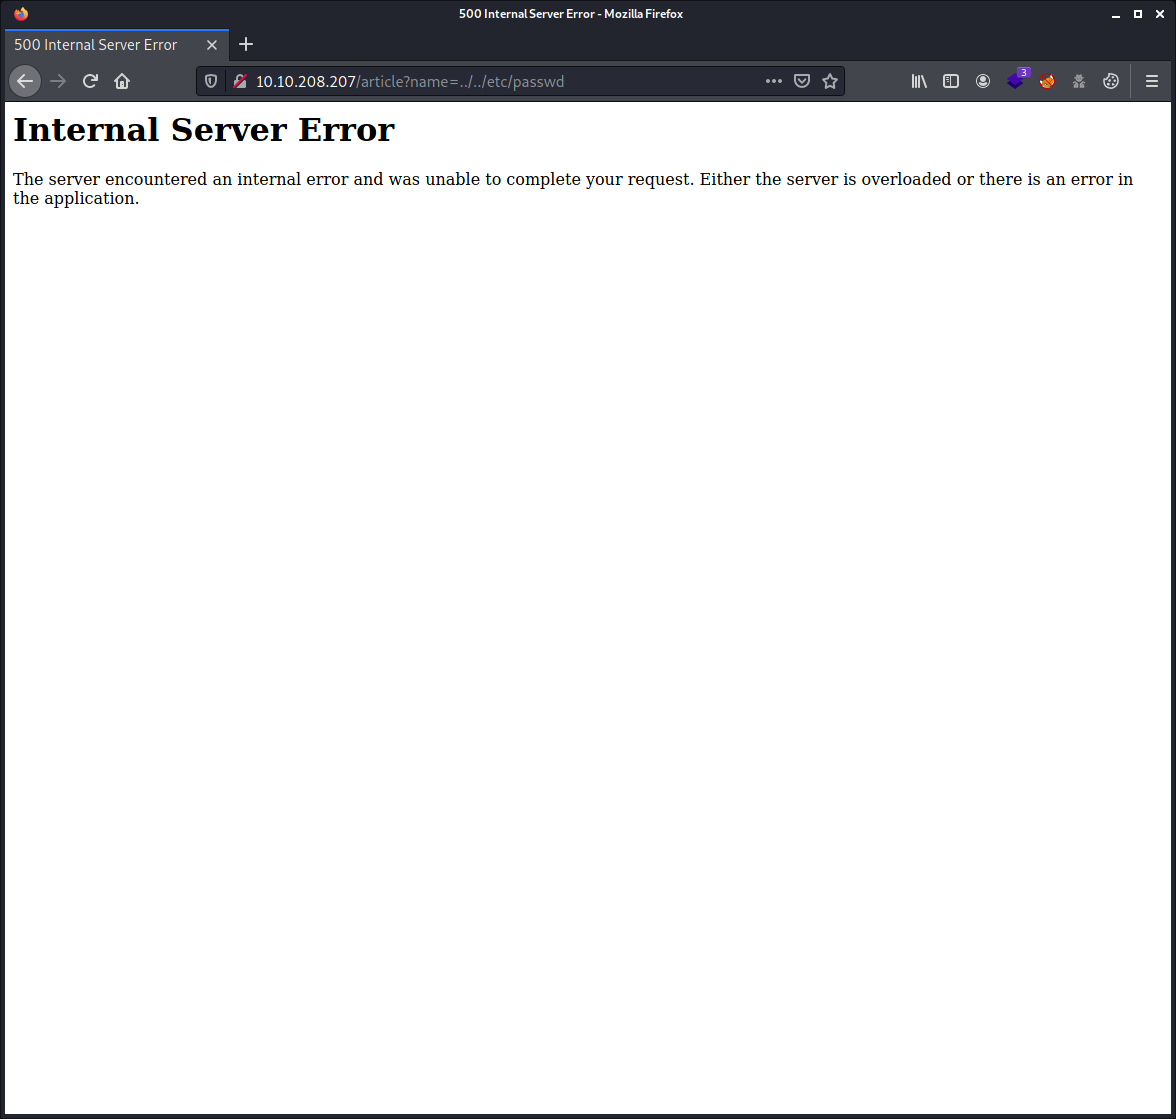 500 Internal Server Error - Mozilla Firefox
500 Internal Server Error
10.10.208.207/article?name=../../etc/passwd
3
Internal Server Error
The server encountered an internal error and was unable to complete your request. Either the server is overloaded or there is an error in
the application.